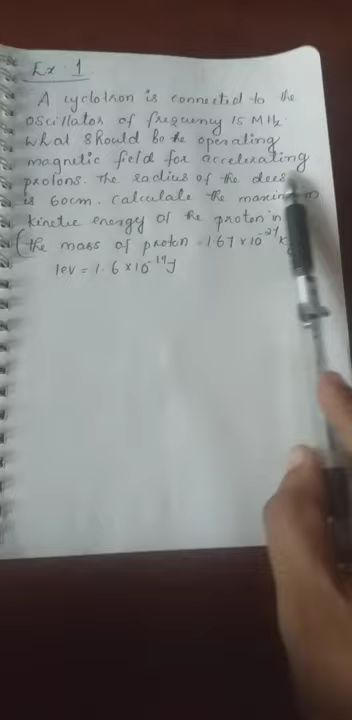 Ex. 1
A cyclotron is connected to the
oscillator of frequency 15 MHz.
What should be the operating
magnetic field for accelerating
protons. The radius of the dees
is 60cm. calculate the
kinetic energy of the proton in
(the mass of proton = 1.67 × 10⁻²⁷
1ev = 1.6 × 10⁻¹⁹J